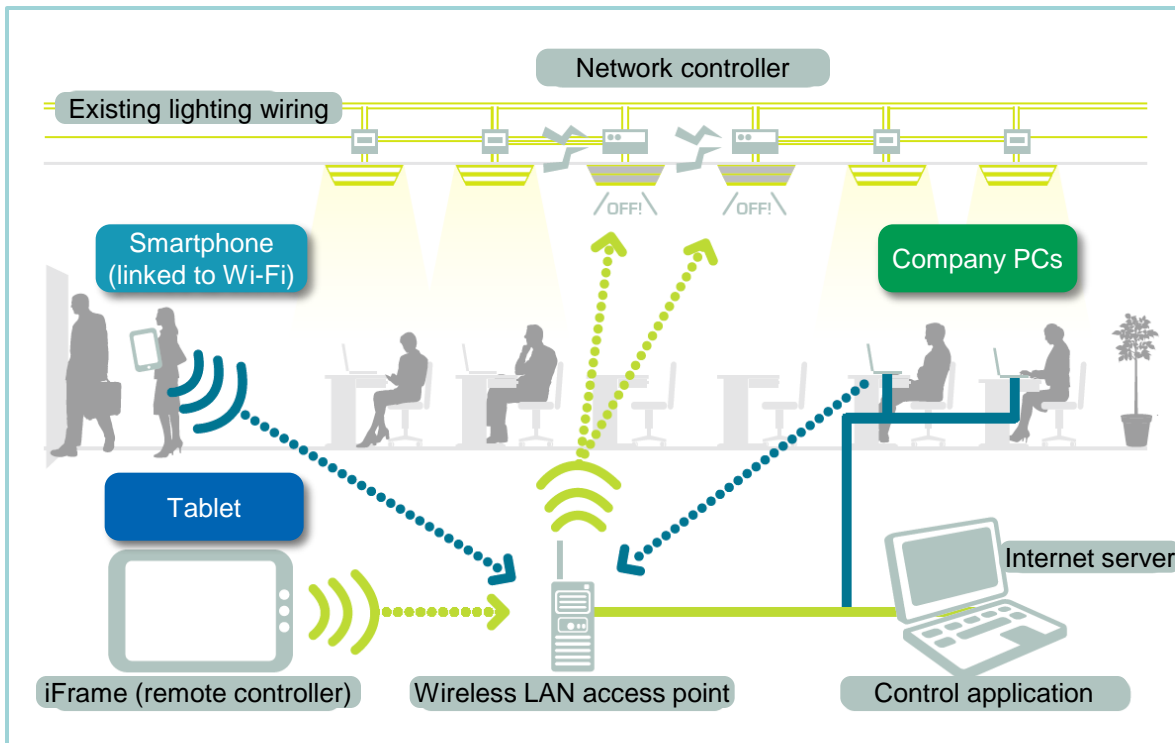 Network controller
Existing lighting wiring
OFF!
OFF!
Smartphone
(linked to Wi-Fi)
Company PCs
Tablet
Internet server
iFrame (remote controller)
Wireless LAN access point
Control application